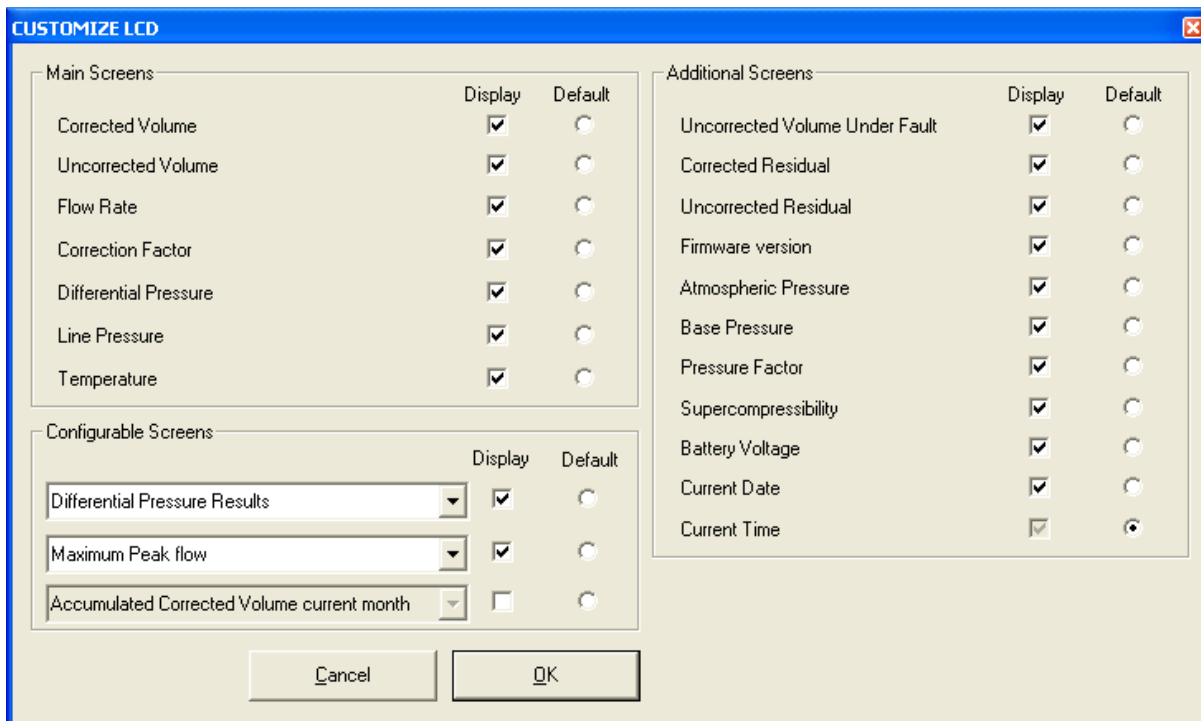 CUSTOMIZE LCD
Main Screens
Display Default
Corrected Volume
Uncorrected Volume
Flow Rate
Correction Factor
Differential Pressure
Line Pressure
Temperature
Configurable Screens
Display Default
Differential Pressure Results
Maximum Peak flow
Accumulated Corrected Volume current month
Additional Screens
Display Default
Uncorrected Volume Under Fault
Corrected Residual
Uncorrected Residual
Firmware version
Atmospheric Pressure
Base Pressure
Pressure Factor
Supercompressibility
Battery Voltage
Current Date
Current Time
Cancel OK